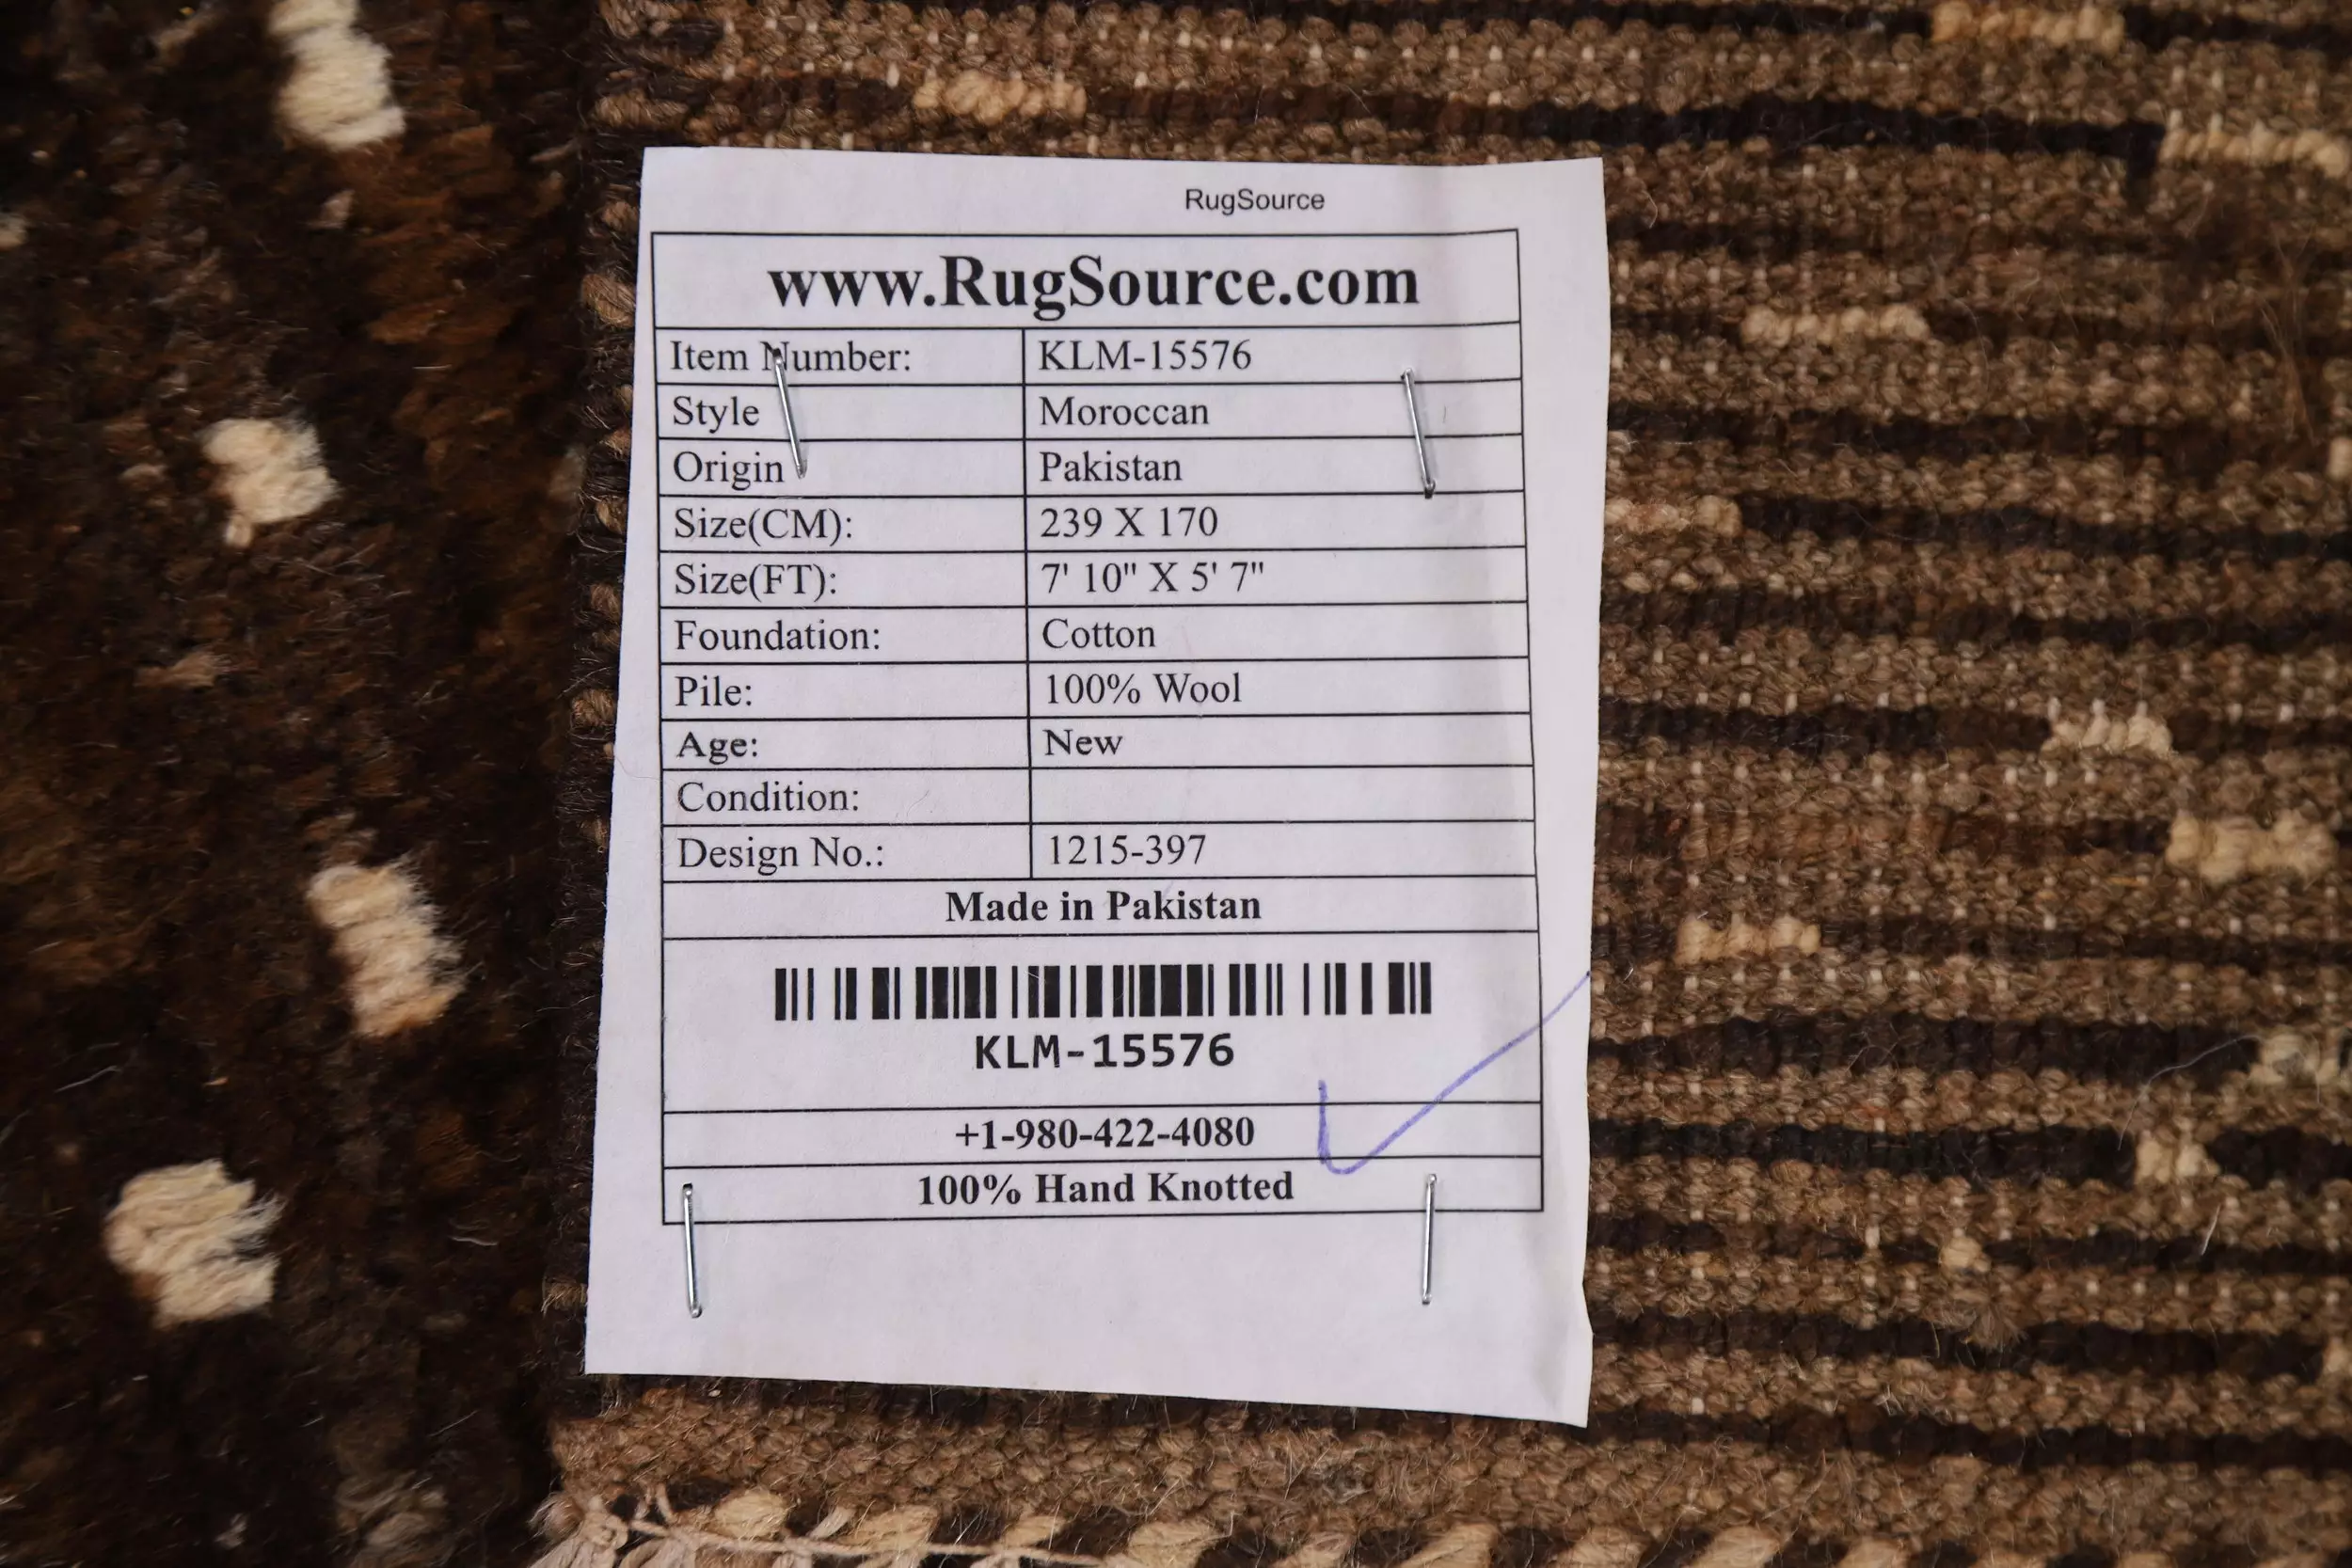 RugSource
www.RugSource.com
Item Number: KLM-15576
Style Moroccan
Origin Pakistan
Size(CM): 239 X 170
Size(FT): 7' 10" X 5' 7"
Foundation: Cotton
Pile: 100% Wool
Age: New
Condition:
Design No.: 1215-397
Made in Pakistan
KLM-15576
+1-980-422-4080
100% Hand Knotted